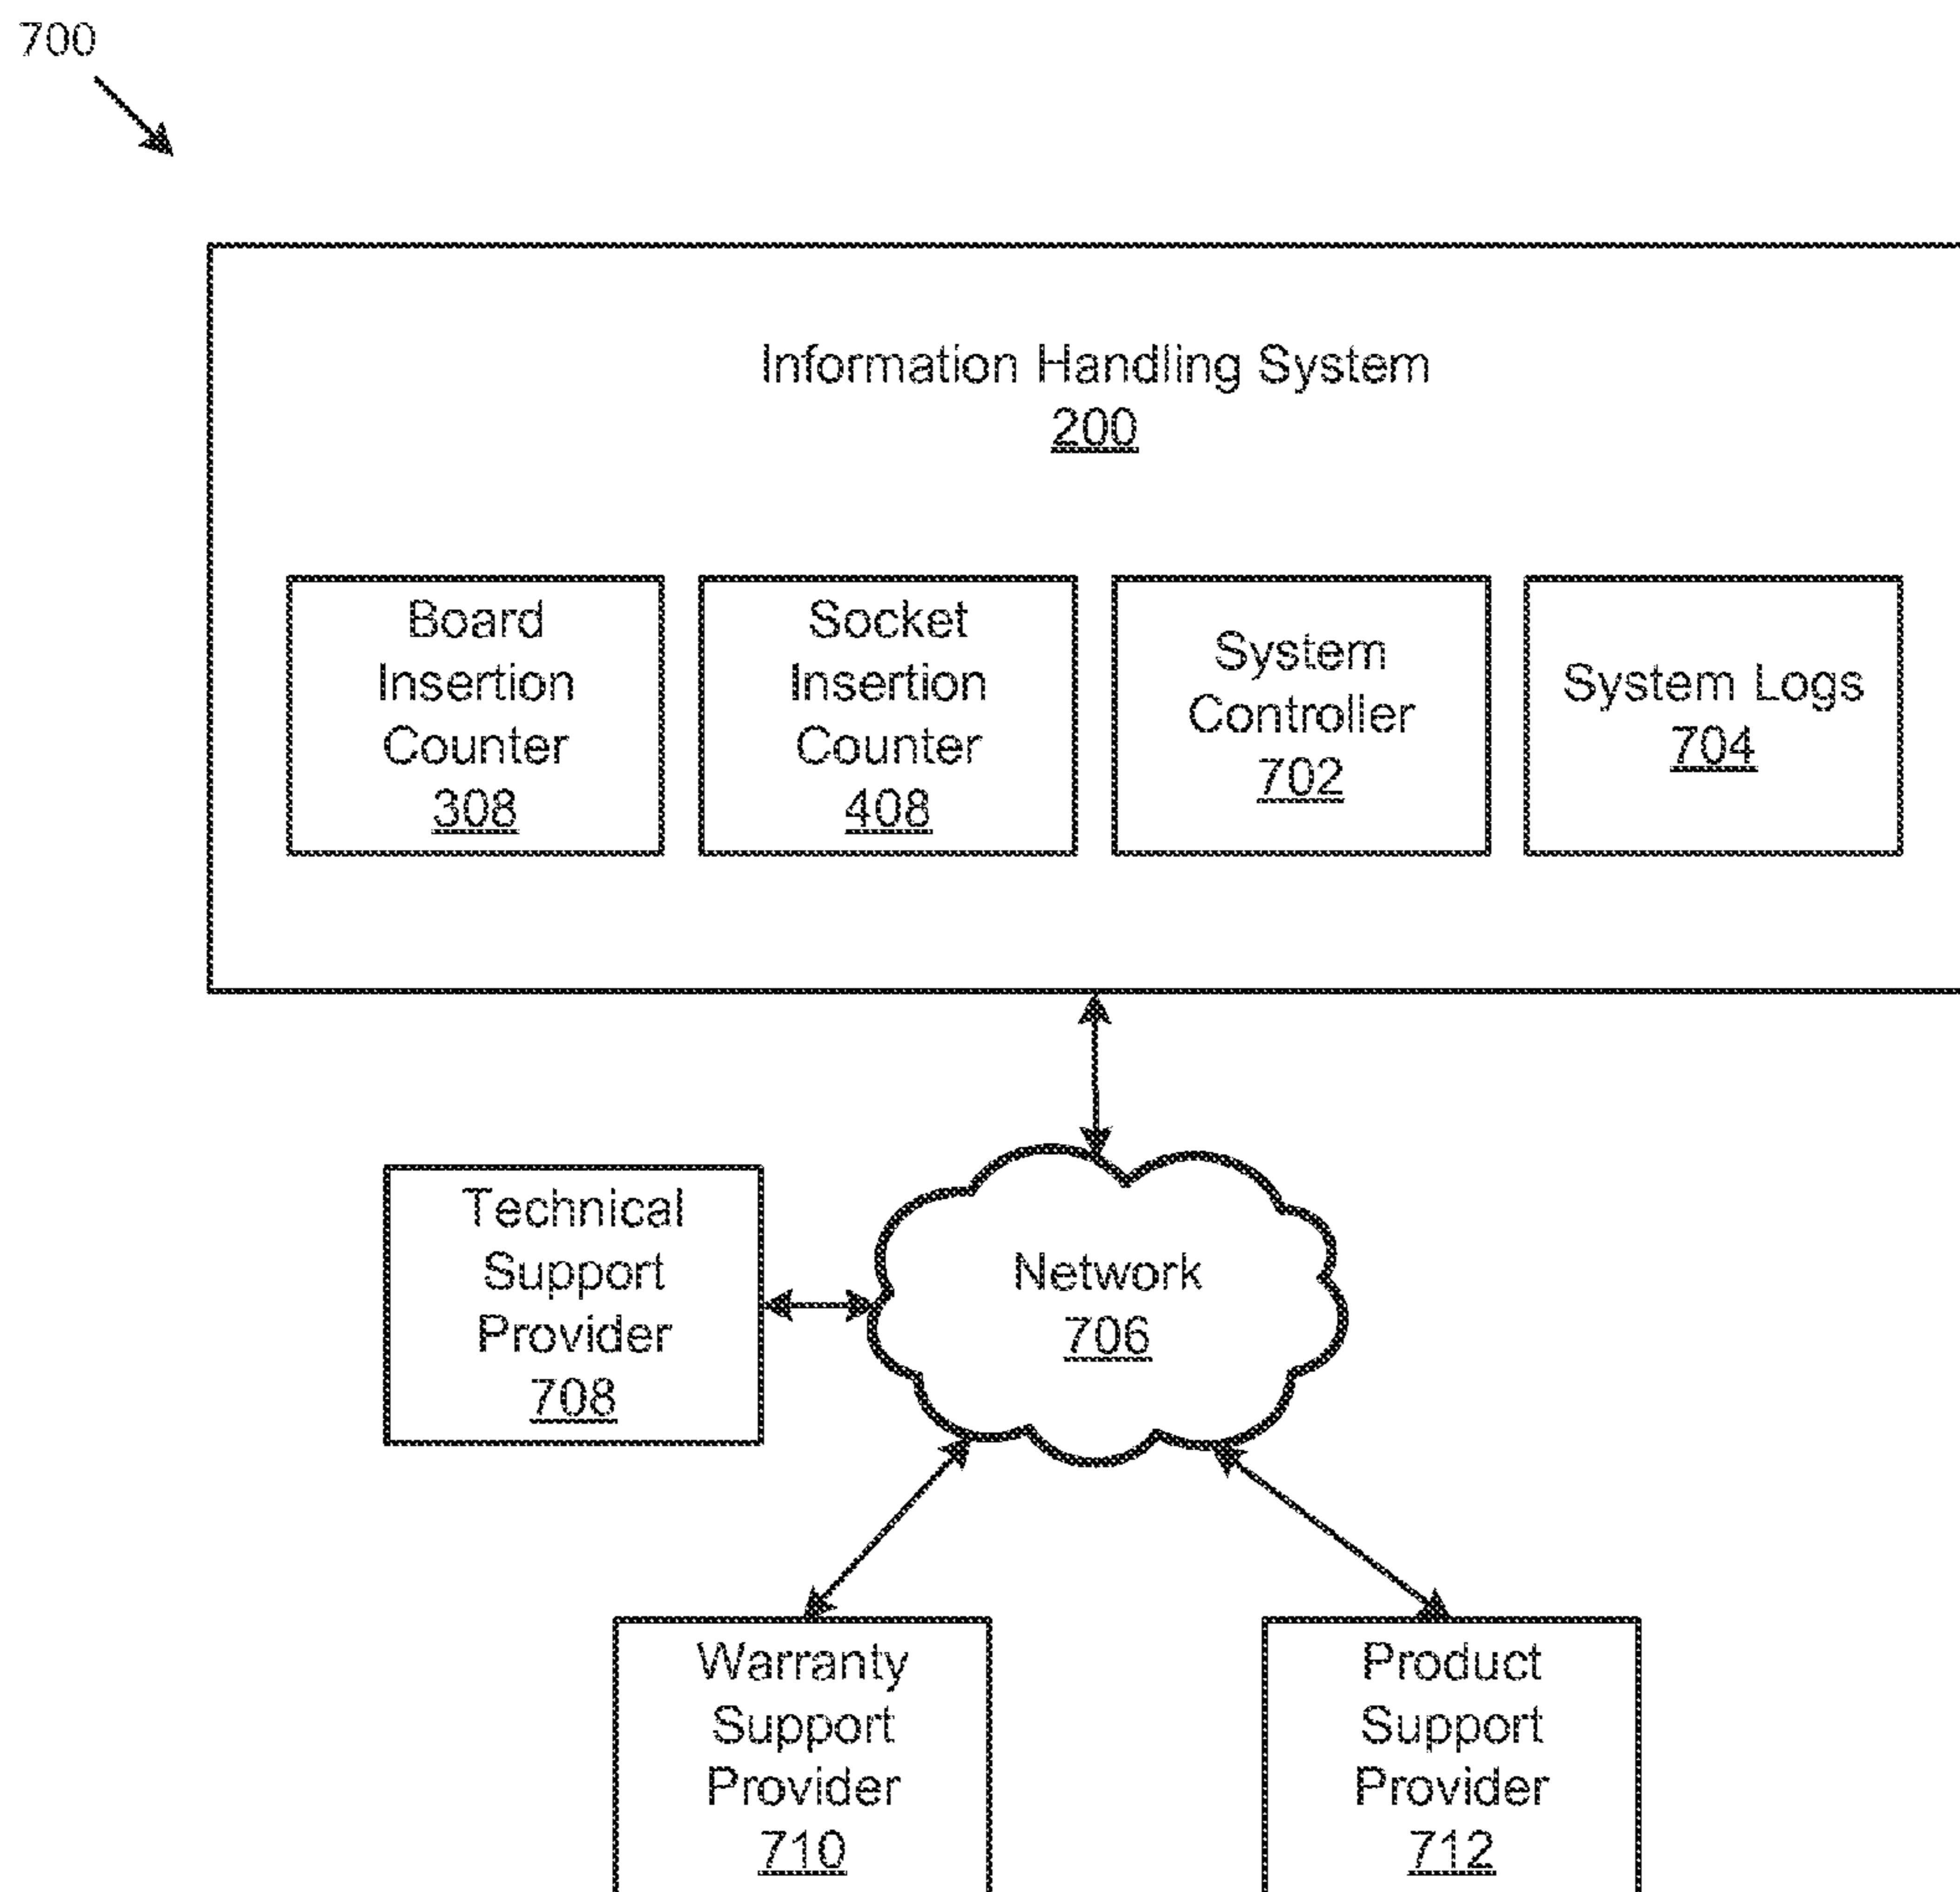 700
Information Handling System
200
Board
Insertion
Counter
308
Socket
Insertion
Counter
408
System
Controller
702
System Logs
704
Technical
Support
Provider
708
Network
706
Warranty
Support
Provider
710
Product
Support
Provider
712